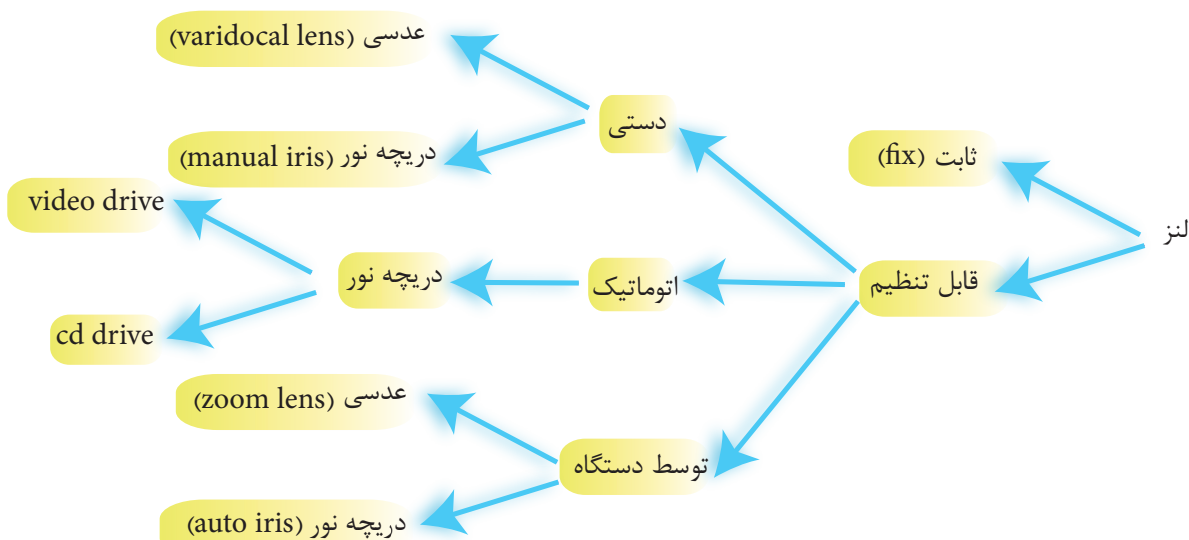 لنز
ثابت (fix)
قابل تنظیم
دستی
عدسی (varidocal lens)
دریچه نور (manual iris)
اتوماتیک
دریچه نور
video drive
cd drive
توسط دستگاه
عدسی (zoom lens)
دریچه نور (auto iris)